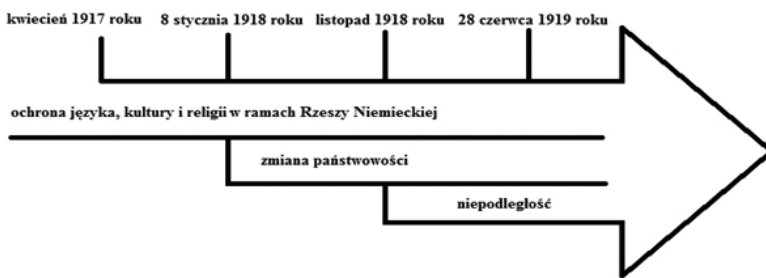 kwiecień 1917 roku 8 stycznia 1918 roku listopad 1918 roku 28 czerwca 1919 roku
ochrona języka, kultury i religii w ramach Rzeszy Niemieckiej
zmiana państwowości
niepodległość